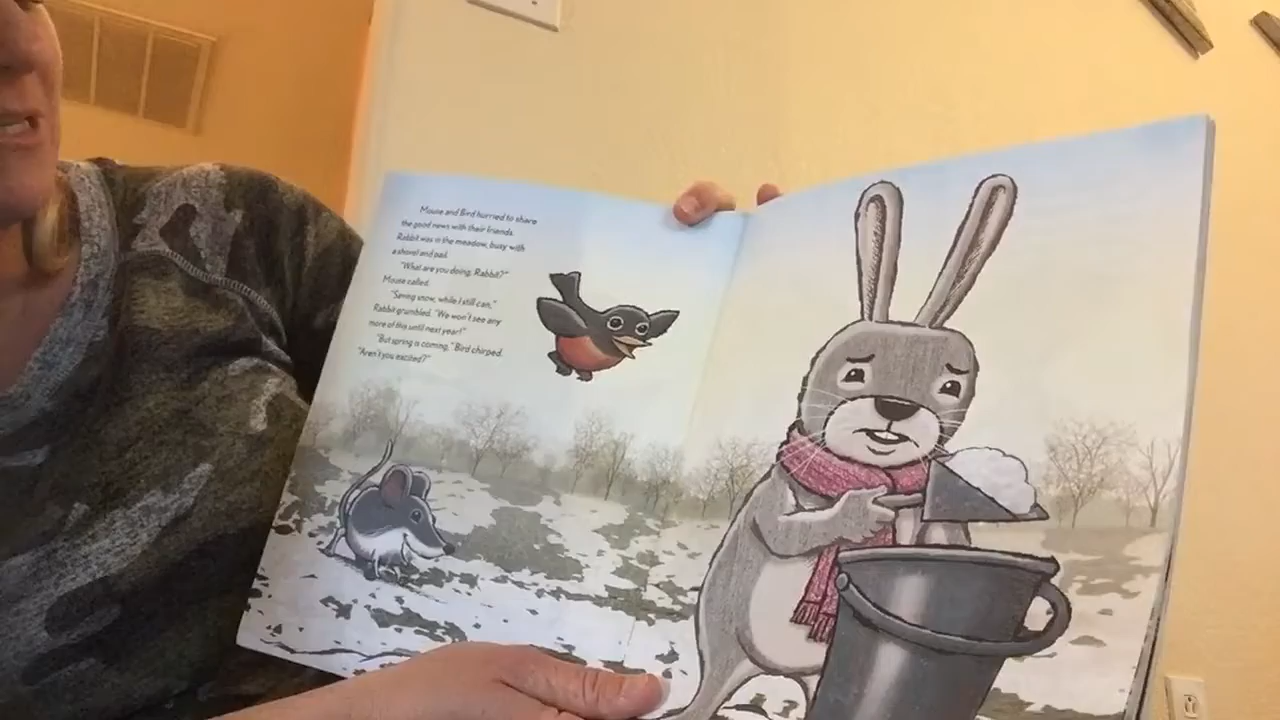 Mouse and Bird hurried to share
the good news with their friends.
Rabbit was in the meadow, busy with
a shovel and pail.
"What are you doing, Rabbit?"
Mouse called.
"Saving snow, while I still can,"
Rabbit grumbled. "We won't see any
more of this until next year!"
"But spring is coming," Bird chirped.
"Aren't you excited?"